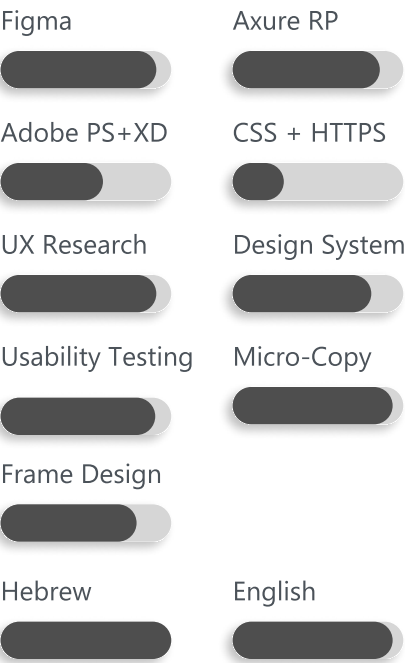 Figma
Axure RP
Adobe PS+XD
CSS + HTTPS
UX Research
Design System
Usability Testing
Micro-Copy
Frame Design
Hebrew
English